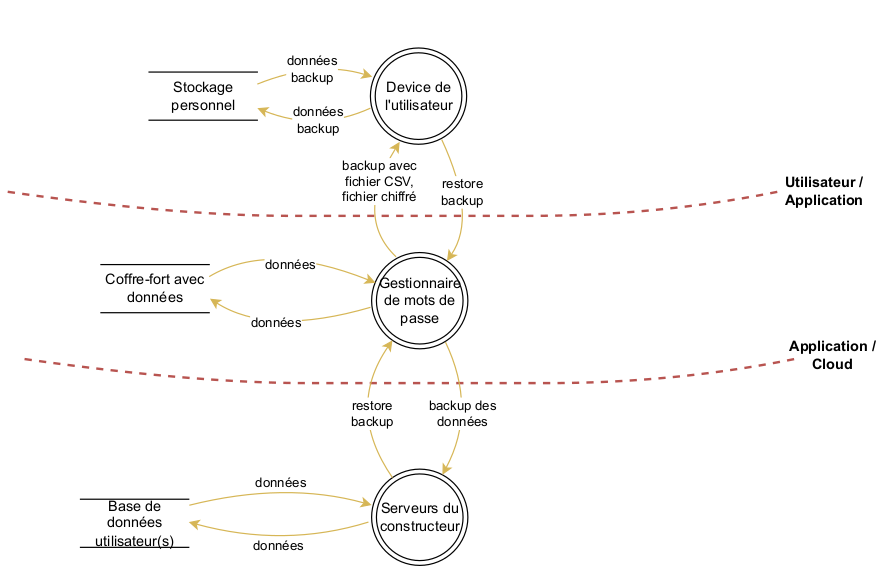 données
backup
Stockage
personnel
Device de
l'utilisateur
données
backup
backup avec
fichier CSV,
fichier chiffré
restore
backup
Utilisateur /
Application
Coffre-fort avec
données
données
Gestionnaire
de mots de
passe
données
Application /
Cloud
restore
backup
backup des
données
données
Base de
données
utilisateur(s)
Serveurs du
constructeur
données